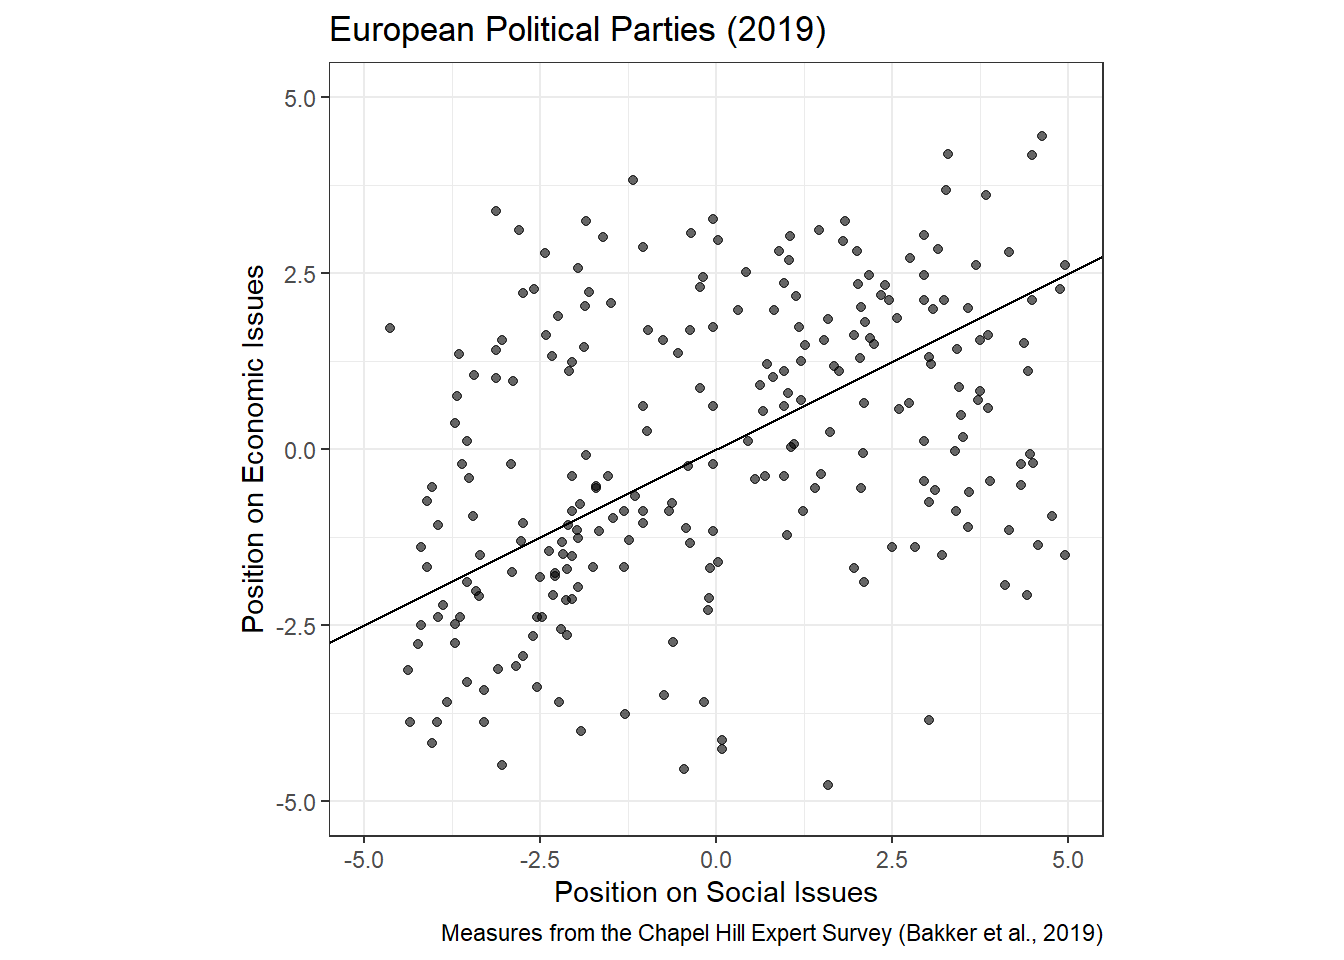 European Political Parties (2019)
5.0
2.5
0.0
-2.5
-5.0
Position on Economic Issues
-5.0
-2.5
0.0
2.5
5.0
Position on Social Issues
Measures from the Chapel Hill Expert Survey (Bakker et al., 2019)